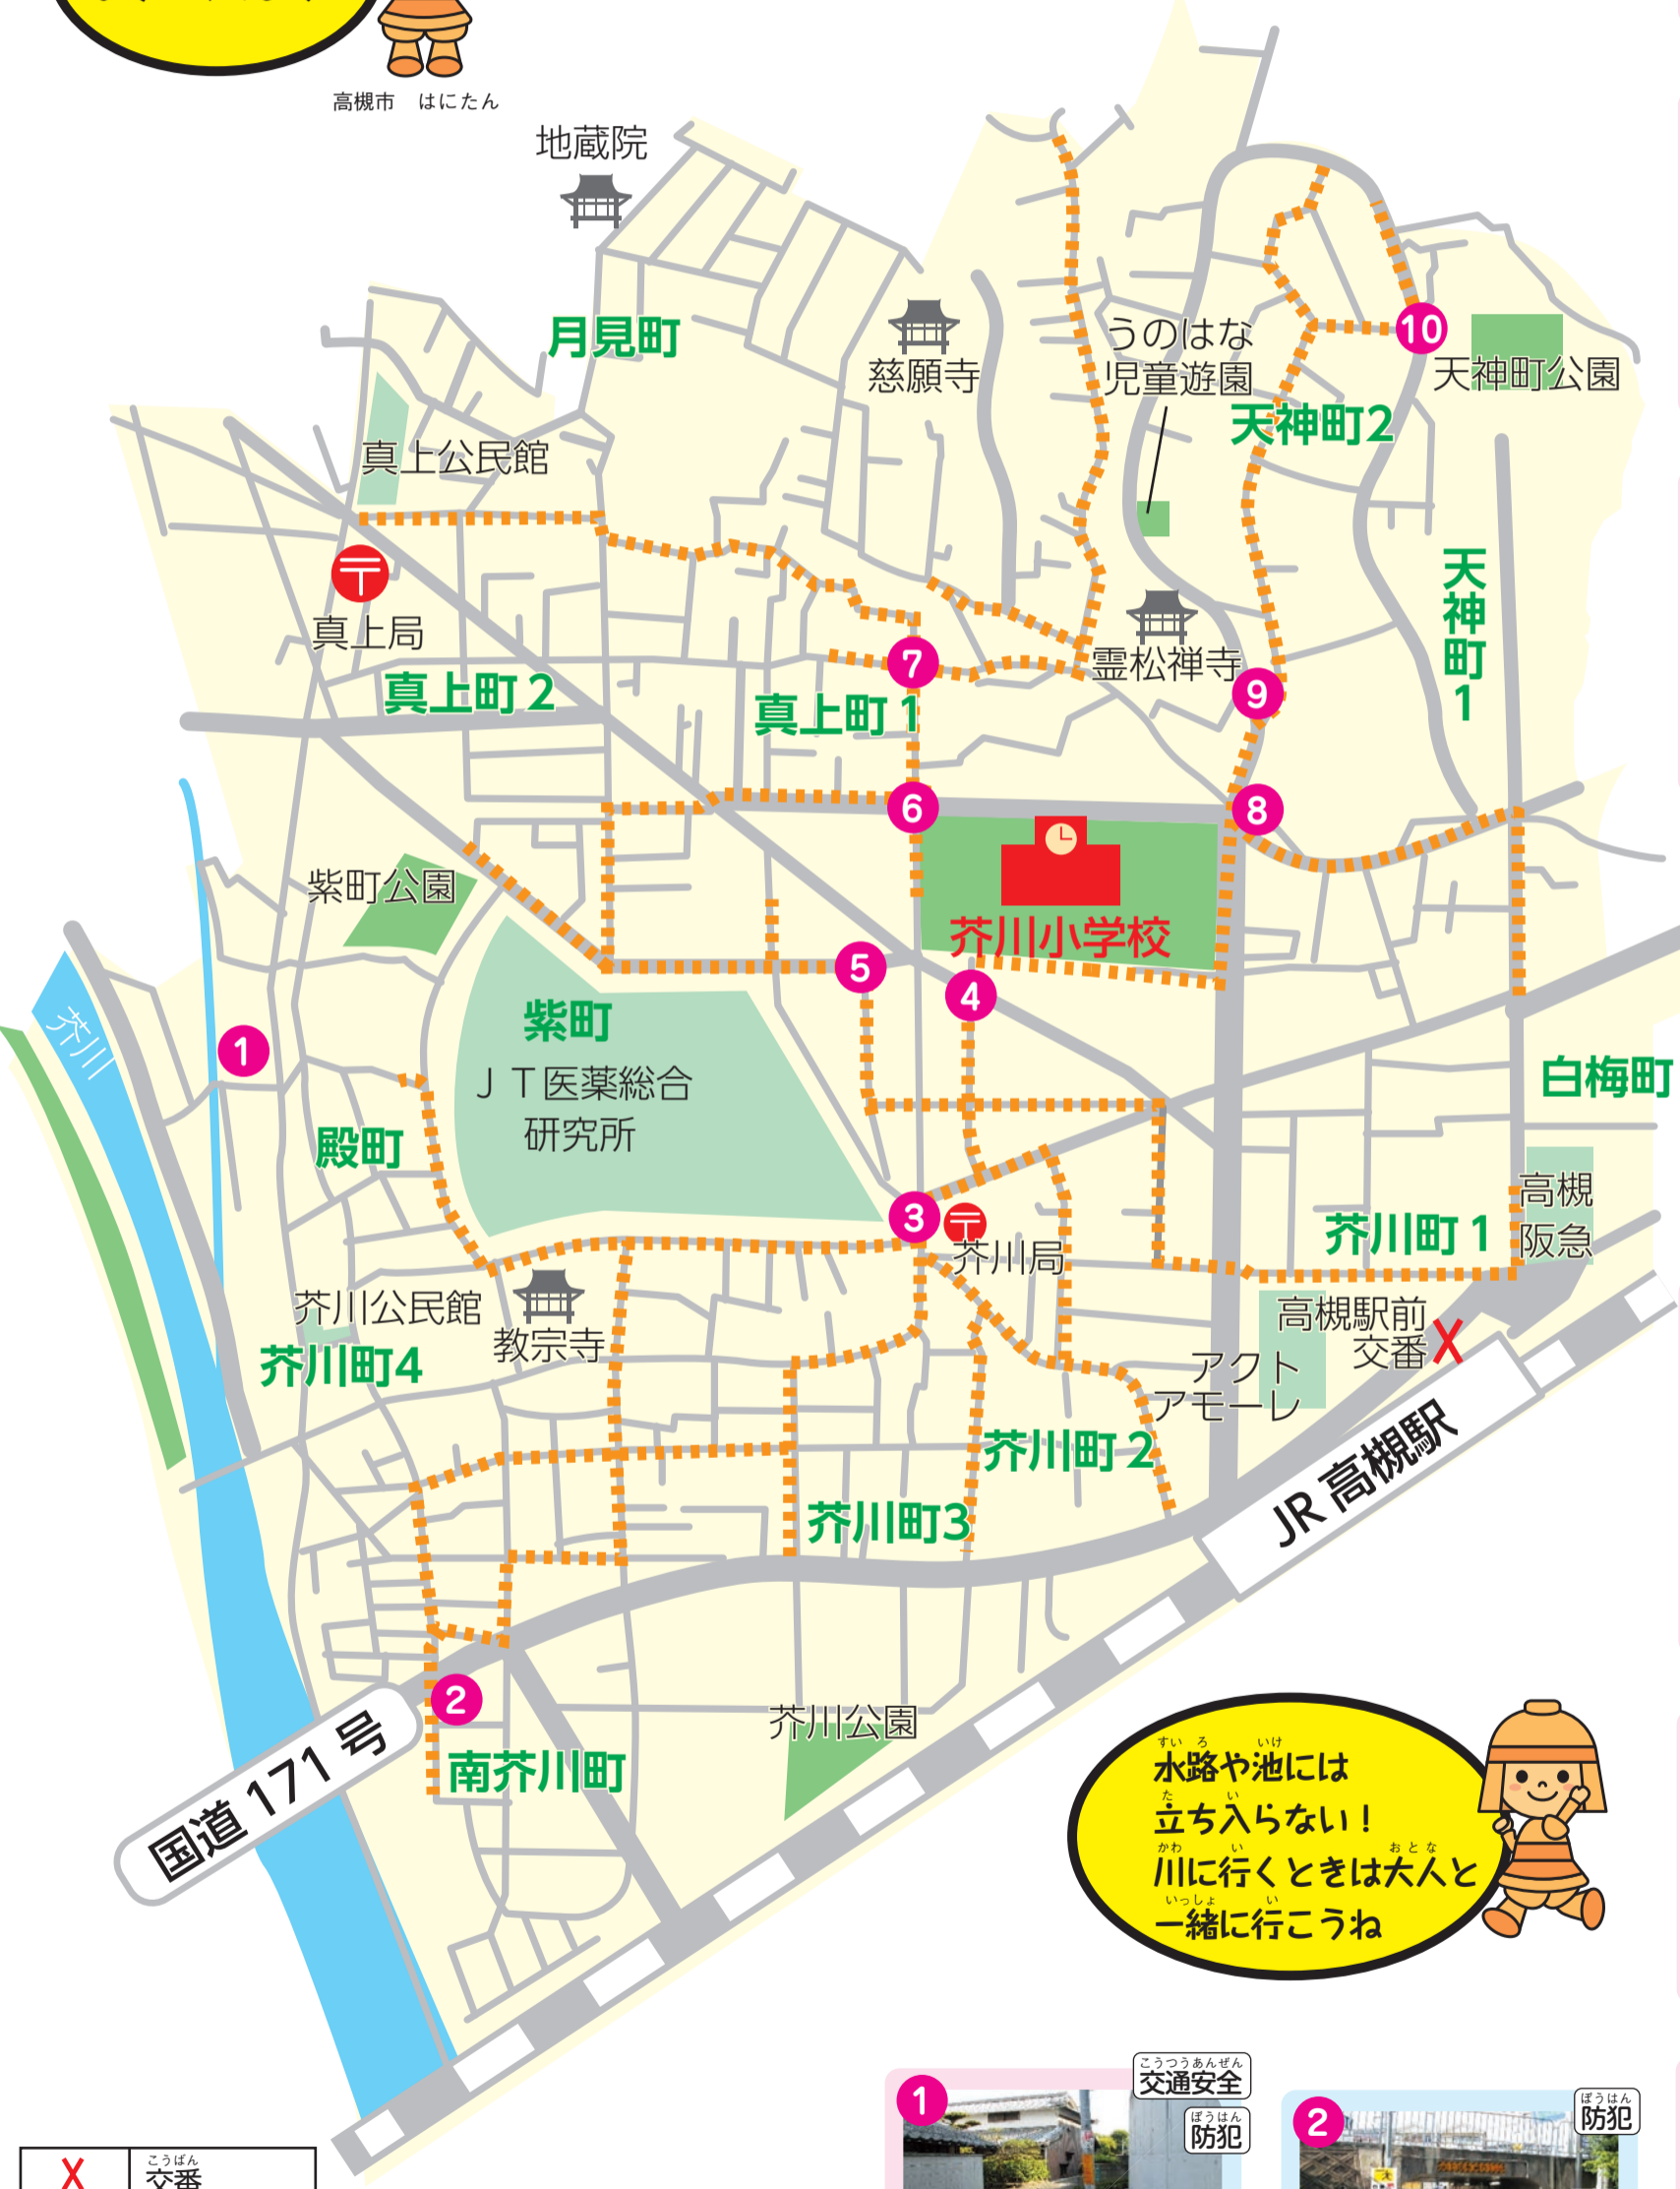 高槻市 はにたん
地蔵院
月見町
慈願寺
うのはな
児童遊園
10
天神町公園
天神町2
真上公民館
天神町1
真上局
霊松禅寺
7
9
真上町2
真上町1
6
8
紫町公園
芥川小学校
5
4
芥川
1
紫町
JT医薬総合
研究所
白梅町
殿町
高槻
阪急
3
芥川町1
芥川局
芥川公民館
教宗寺
高槻駅前
交番
芥川町4
アクト
アモーレ
芥川町2
JR高槻駅
芥川町3
2
芥川公園
南芥川町
国道171号
すいろ いけ
水路や池には
た い
立ち入らない!
かわ い おとな
川に行くときは大人と
いっしょ い
一緒に行こうね
1
こうつうあんぜん
交通安全
ぼうはん
防犯
2
ぼうはん
防犯
こうばん
交番